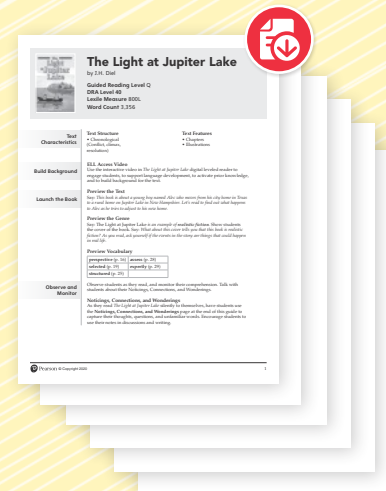 The Light at Jupiter Lake
by J.H. Diel
Guided Reading Level Q
DRA Level 40
Lexile Measure 800L
Word Count 3,356
Text
Characteristics
Text Structure
• Chronological
(Conflict, climax,
resolution)
Text Features
• Chapters
• Illustrations
Build Background
ELL Access Video
Use the interactive video in The Light at Jupiter Lake digital leveled reader to
engage students, to support language development, to activate prior knowledge,
and to build background for the text.
Launch the Book
Preview the Text
Say: This book is about a young boy named Alec who moves from his city home in Texas
to a rural home on Jupiter Lake in New Hampshire. Let's read to find out what happens
to Alec as he tries to adjust to his new home.
Preview the Genre
Say: The Light at Jupiter Lake is an example of realistic fiction. Show students
the cover of the book. Say: What about this cover tells you that this book is realistic
fiction? As you read, ask yourself if the events in the story are things that could happen
in real life.
Preview Vocabulary
perspective (p. 16) access (p. 28)
selected (p. 19) expertly (p. 29)
structured (p. 25)
Observe and
Monitor
Observe students as they read, and monitor their comprehension. Talk with
students about their Noticings, Connections, and Wonderings.
Noticings, Connections, and Wonderings
As they read The Light at Jupiter Lake silently to themselves, have students use
the Noticings, Connections, and Wonderings page at the end of this guide to
capture their thoughts, questions, and unfamiliar words. Encourage students to
use their notes in discussions and writing.
Pearson © Copyright 2020
1